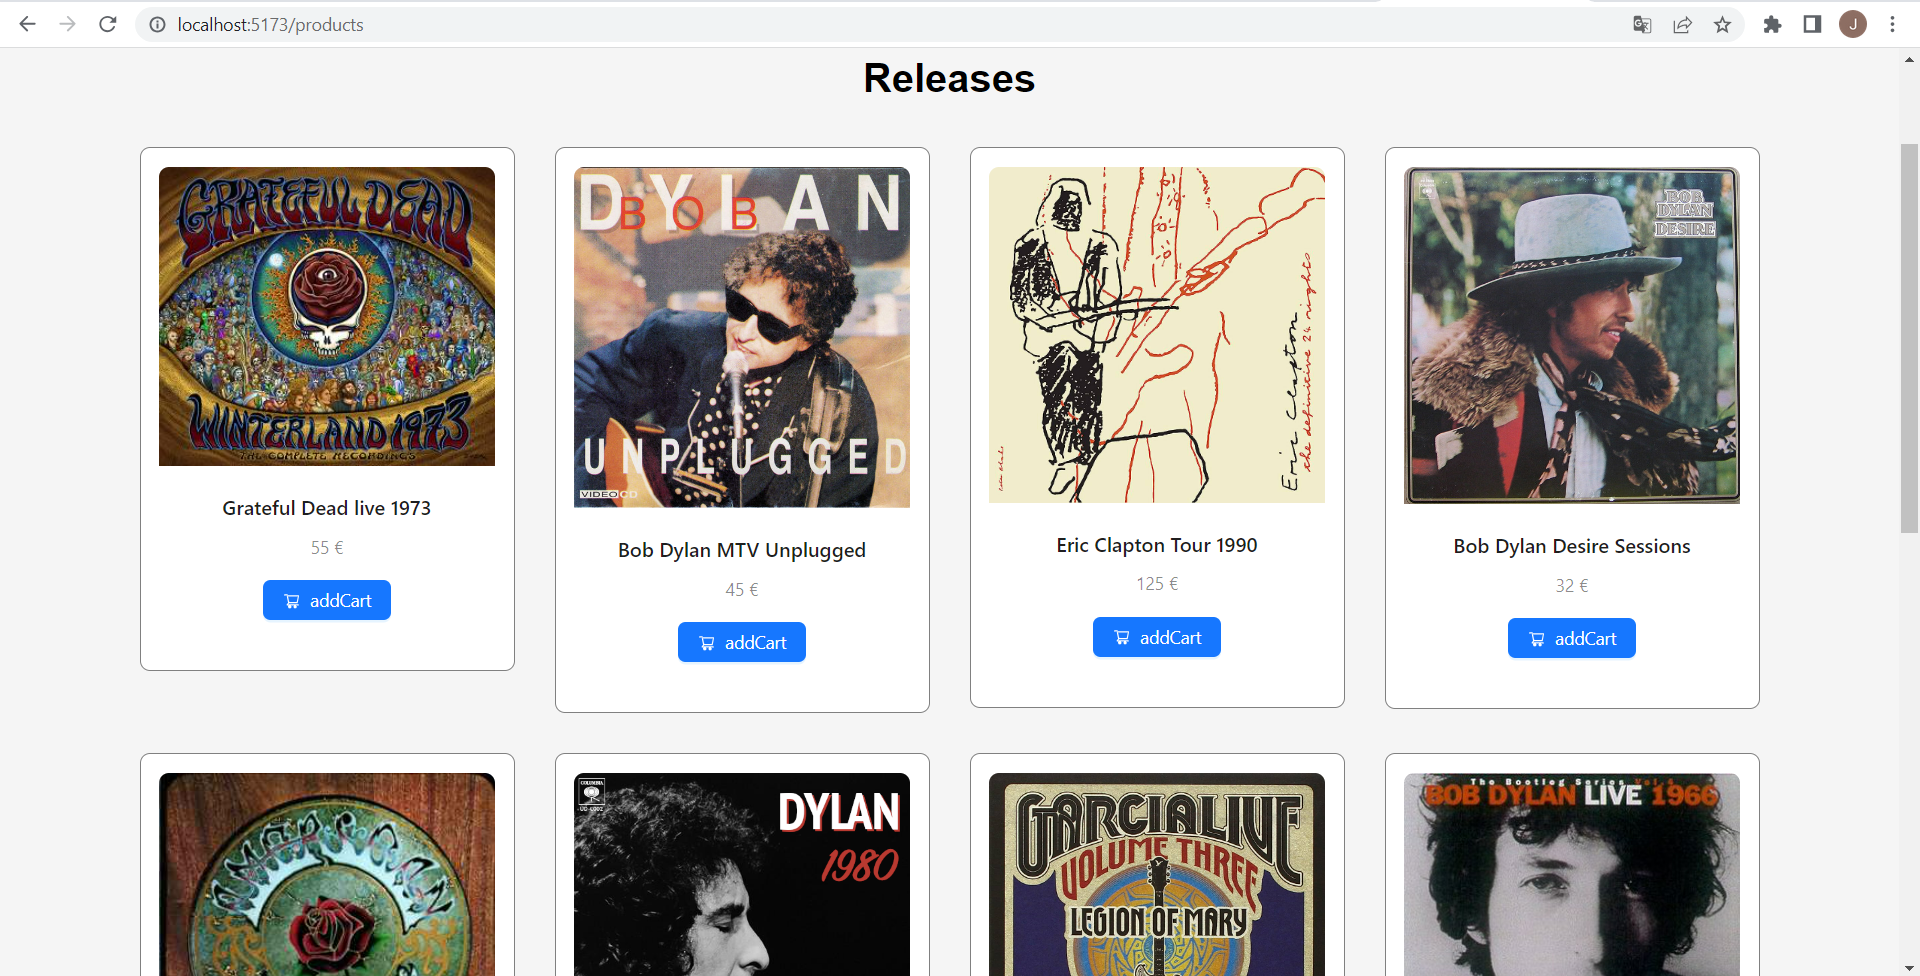 localhost:5173/products
J
Releases
GRATEFUL DEAD
WINTERLAND 1973
THE COMPLETE RECORDINGS
Grateful Dead live 1973
55 €
addCart
DYLAN
BOB
UNPLUGGED
VIDEO CD
Bob Dylan MTV Unplugged
45 €
addCart
Eric Clapton
the definitive 24 nights
Eric Clapton Tour 1990
125 €
addCart
BOB
DYLAN
DESIRE
Bob Dylan Desire Sessions
32 €
addCart
AMERICAN
COLUMBIA
DYLAN
1980
GARCIALIVE
VOLUME THREE
LEGION OF MARY
The Bootleg Series Vol. 4
BOB DYLAN LIVE 1966